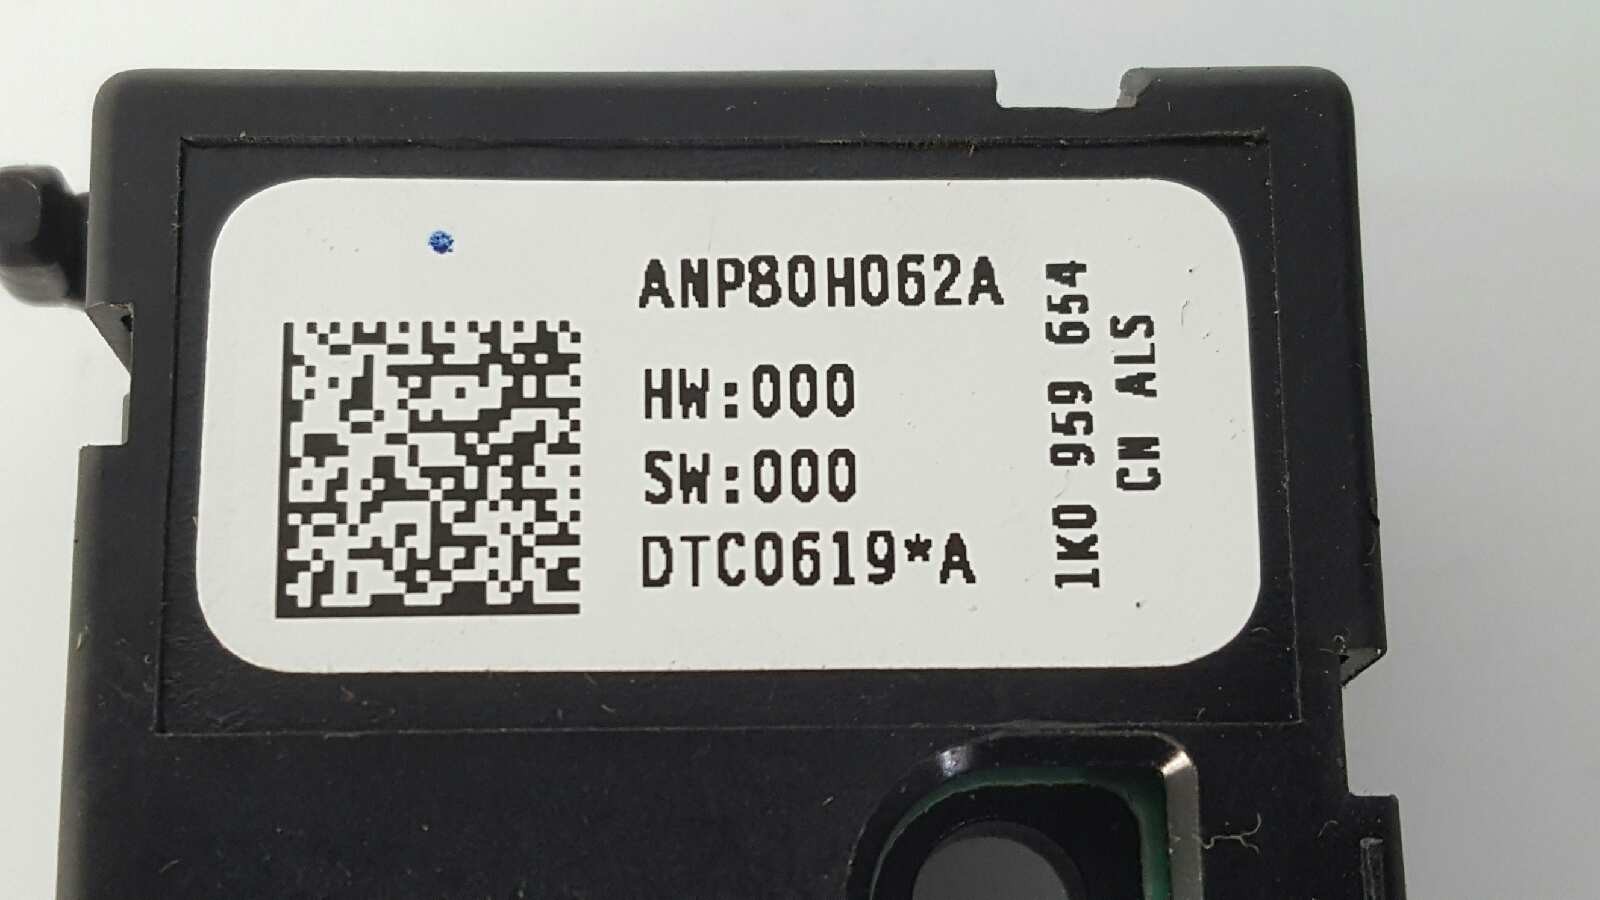 ANP80H062A
HW:000
SW:000
DTC0619*A
1K0 959 654
CN ALS